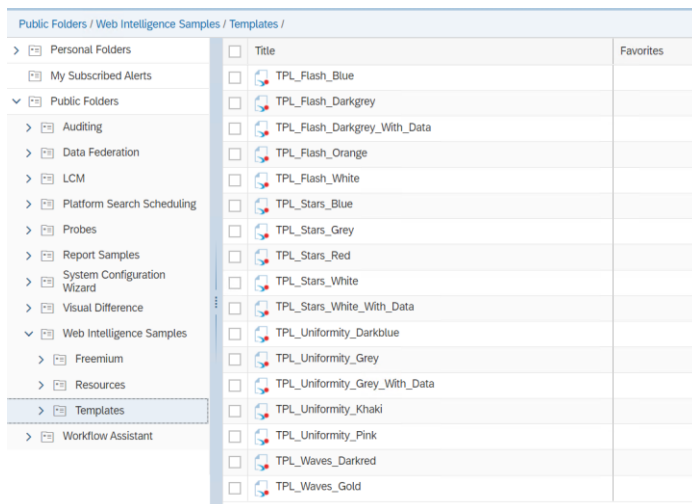 Public Folders / Web Intelligence Samples / Templates /
Personal Folders
My Subscribed Alerts
Public Folders
Auditing
Data Federation
LCM
Platform Search Scheduling
Probes
Report Samples
System Configuration
Wizard
Visual Difference
Web Intelligence Samples
Freemium
Resources
Templates
Workflow Assistant
Title Favorites
TPL_Flash_Blue
TPL_Flash_Darkgrey
TPL_Flash_Darkgrey_With_Data
TPL_Flash_Orange
TPL_Flash_White
TPL_Stars_Blue
TPL_Stars_Grey
TPL_Stars_Red
TPL_Stars_White
TPL_Stars_White_With_Data
TPL_Uniformity_Darkblue
TPL_Uniformity_Grey
TPL_Uniformity_Grey_With_Data
TPL_Uniformity_Khaki
TPL_Uniformity_Pink
TPL_Waves_Darkred
TPL_Waves_Gold